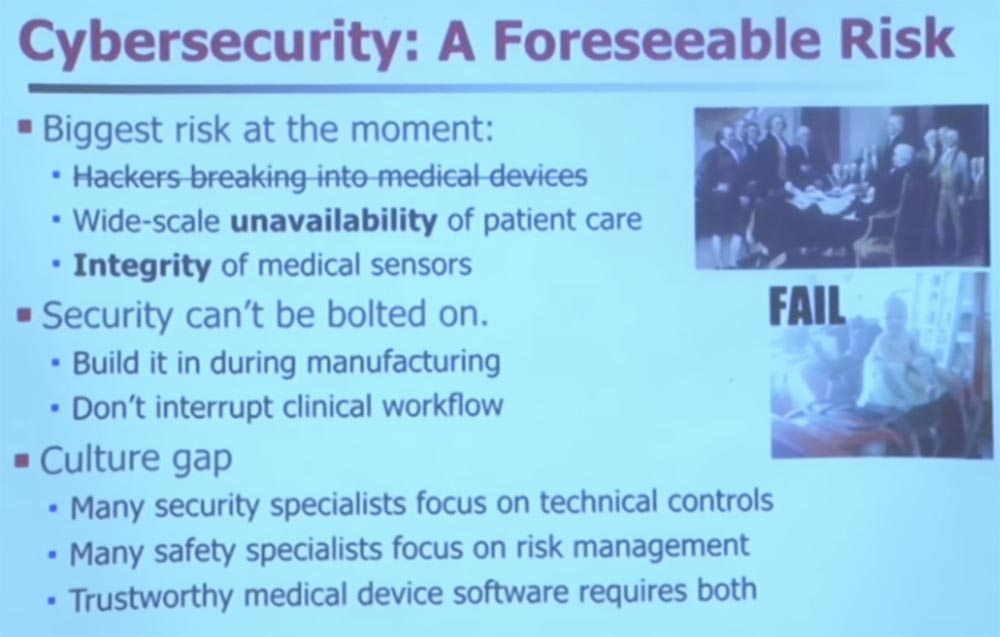 Cybersecurity: A Foreseeable Risk
Biggest risk at the moment:
Hackers breaking into medical devices
Wide-scale unavailability of patient care
Integrity of medical sensors
Security can't be bolted on.
Build it in during manufacturing
Don't interrupt clinical workflow
Culture gap
Many security specialists focus on technical controls
Many safety specialists focus on risk management
Trustworthy medical device software requires both
FAIL